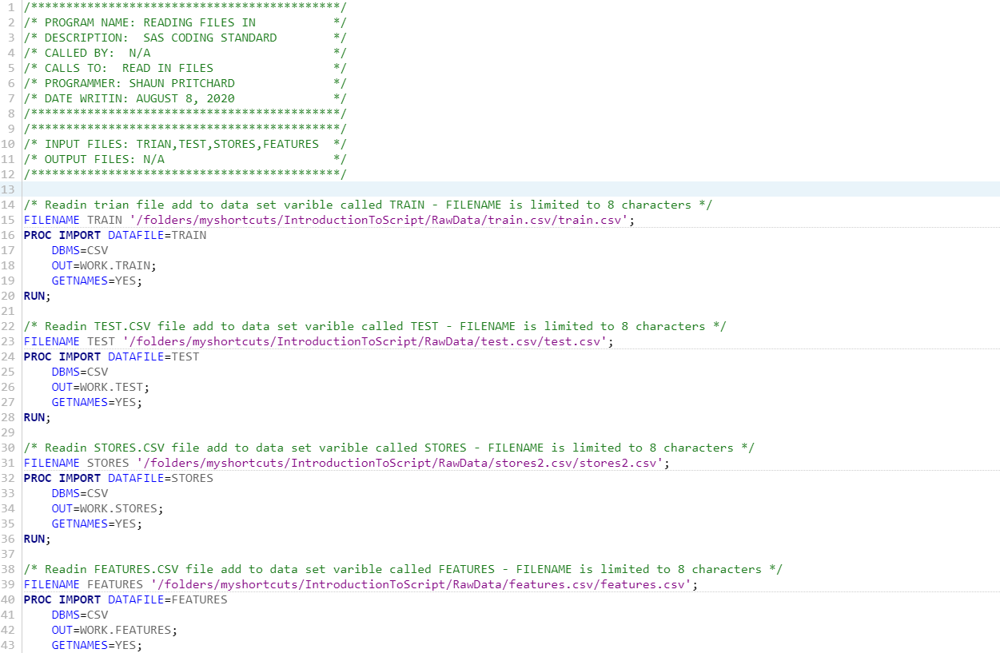 1 /********************************************/
2 /* PROGRAM NAME: READING FILES IN           */
3 /* DESCRIPTION:  SAS CODING STANDARD        */
4 /* CALLED BY:  N/A                          */
5 /* CALLS TO:  READ IN FILES                 */
6 /* PROGRAMMER: SHAUN PRITCHARD              */
7 /* DATE WRITIN: AUGUST 8, 2020              */
8 /********************************************/
9 /********************************************/
10 /* INPUT FILES: TRIAN,TEST,STORES,FEATURES  */
11 /* OUTPUT FILES: N/A                        */
12 /********************************************/
13
14 /* Readin trian file add to data set varible called TRAIN - FILENAME is limited to 8 characters */
15 FILENAME TRAIN '/folders/myshortcuts/IntroductionToScript/RawData/train.csv/train.csv';
16 PROC IMPORT DATAFILE=TRAIN
17     DBMS=CSV
18     OUT=WORK.TRAIN;
19     GETNAMES=YES;
20 RUN;
21
22 /* Readin TEST.CSV file add to data set varible called TEST - FILENAME is limited to 8 characters */
23 FILENAME TEST '/folders/myshortcuts/IntroductionToScript/RawData/test.csv/test.csv';
24 PROC IMPORT DATAFILE=TEST
25     DBMS=CSV
26     OUT=WORK.TEST;
27     GETNAMES=YES;
28 RUN;
29
30 /* Readin STORES.CSV file add to data set varible called STORES - FILENAME is limited to 8 characters */
31 FILENAME STORES '/folders/myshortcuts/IntroductionToScript/RawData/stores2.csv/stores2.csv';
32 PROC IMPORT DATAFILE=STORES
33     DBMS=CSV
34     OUT=WORK.STORES;
35     GETNAMES=YES;
36 RUN;
37
38 /* Readin FEATURES.CSV file add to data set varible called FEATURES - FILENAME is limited to 8 characters */
39 FILENAME FEATURES '/folders/myshortcuts/IntroductionToScript/RawData/features.csv/features.csv';
40 PROC IMPORT DATAFILE=FEATURES
41     DBMS=CSV
42     OUT=WORK.FEATURES;
43     GETNAMES=YES;